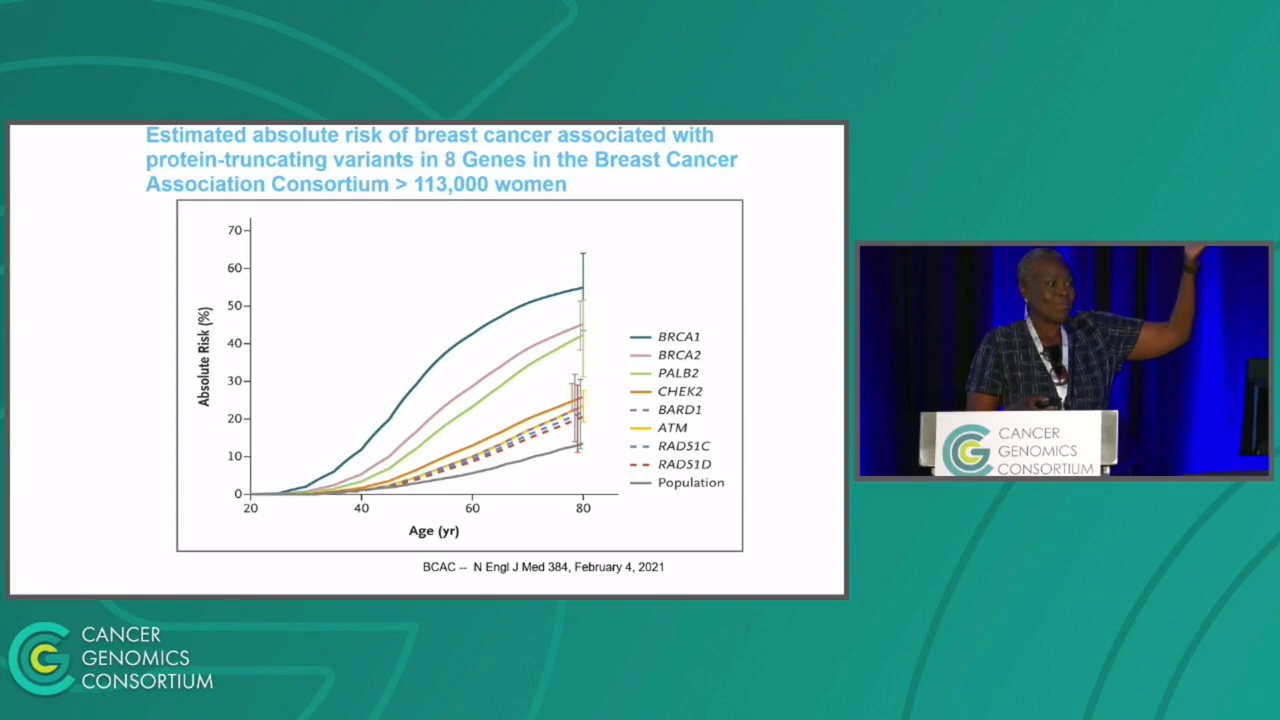 Estimated absolute risk of breast cancer associated with
protein-truncating variants in 8 Genes in the Breast Cancer
Association Consortium > 113,000 women
Absolute Risk (%)
70
60
50
40
30
20
10
0
20
40
60
80
Age (yr)
BRCA1
BRCA2
PALB2
CHEK2
BARD1
ATM
RAD51C
RAD51D
Population
BCAC -- N Engl J Med 384, February 4, 2021
CANCER
GENOMICS
CONSORTIUM
CANCER
GENOMICS
CONSORTIUM